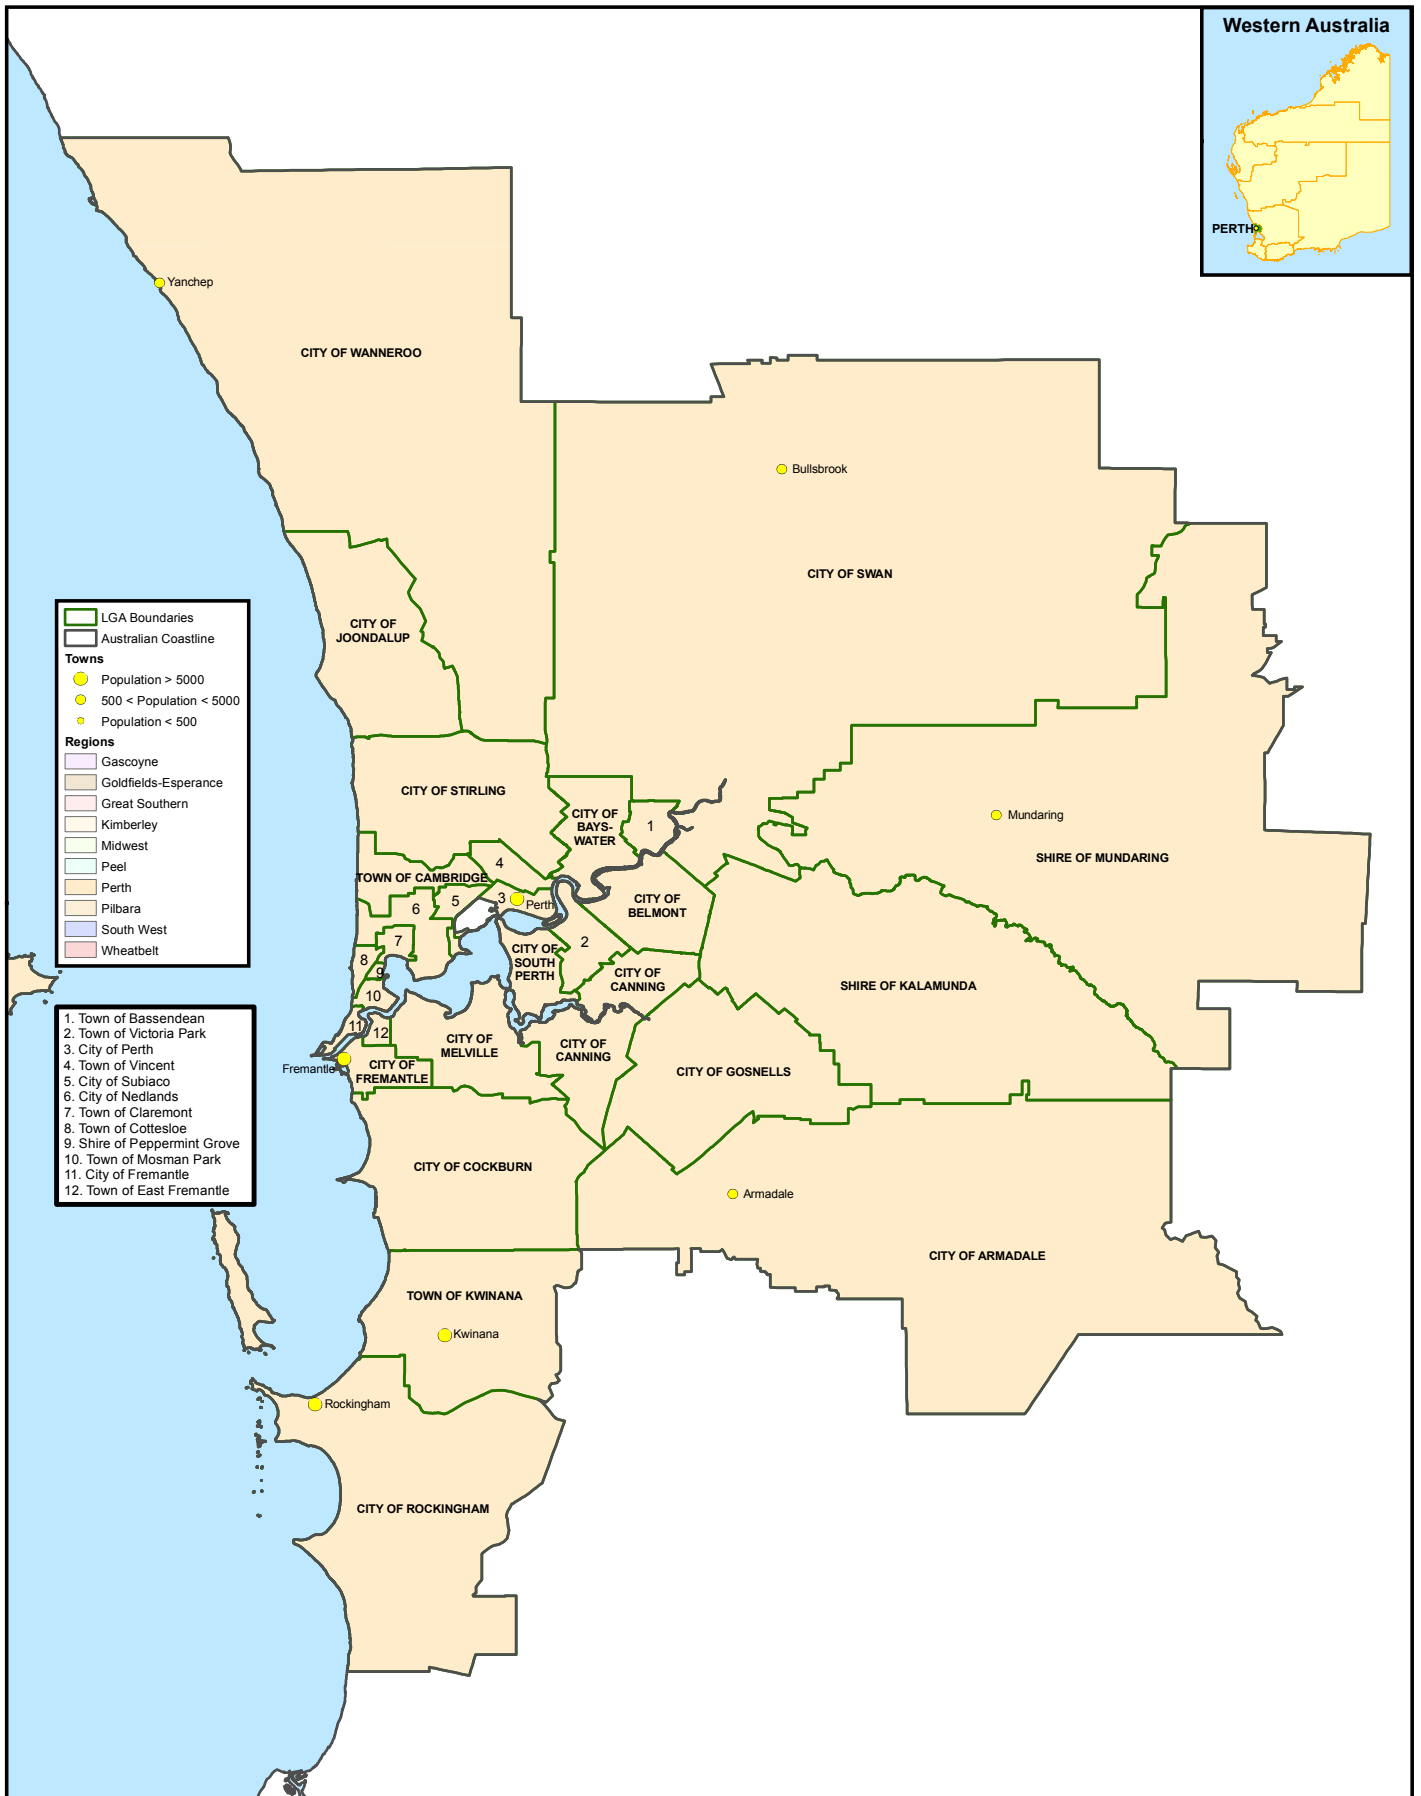 Western Australia
PERTH
Yanchep
CITY OF WANNEROO
Bullsbrook
CITY OF SWAN
CITY OF
JOONDALUP
LGA Boundaries
Australian Coastline
Towns
Population > 5000
500 < Population < 5000
Population < 500
Regions
Gascoyne
Goldfields-Esperance
Great Southern
Kimberley
Midwest
Peel
Perth
Pilbara
South West
Wheatbelt
CITY OF STIRLING
CITY OF
BAYS-
WATER
1
Mundaring
SHIRE OF MUNDARING
4
TOWN OF CAMBRIDGE
5
3
Perth
6
CITY OF
BELMONT
7
2
8
9
CITY OF
SOUTH
PERTH
CITY OF
CANNING
SHIRE OF KALAMUNDA
10
11
12
CITY OF
MELVILLE
CITY OF
CANNING
Fremantle
CITY OF
FREMANTLE
CITY OF GOSNELLS
1. Town of Bassendean
2. Town of Victoria Park
3. City of Perth
4. Town of Vincent
5. City of Subiaco
6. City of Nedlands
7. Town of Claremont
8. Town of Cottesloe
9. Shire of Peppermint Grove
10. Town of Mosman Park
11. City of Fremantle
12. Town of East Fremantle
CITY OF COCKBURN
Armadale
CITY OF ARMADALE
TOWN OF KWINANA
Kwinana
Rockingham
CITY OF ROCKINGHAM